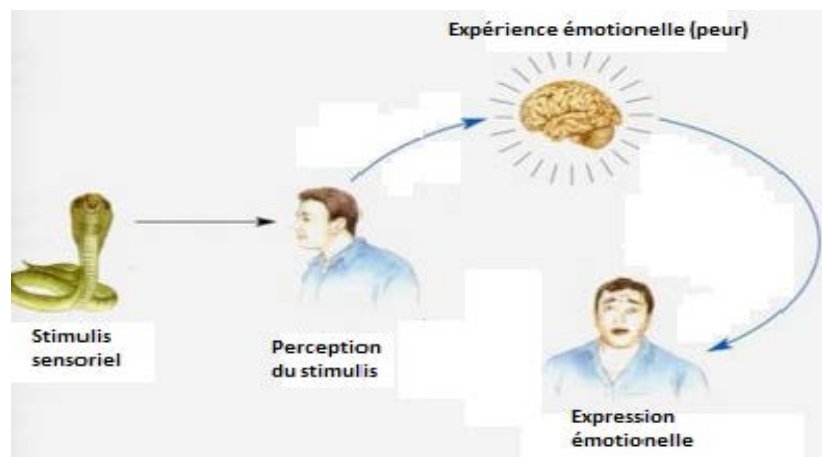 Expérience émotionelle (peur)
Stimulis
sensoriel
Perception
du stimulis
Expression
émotionelle